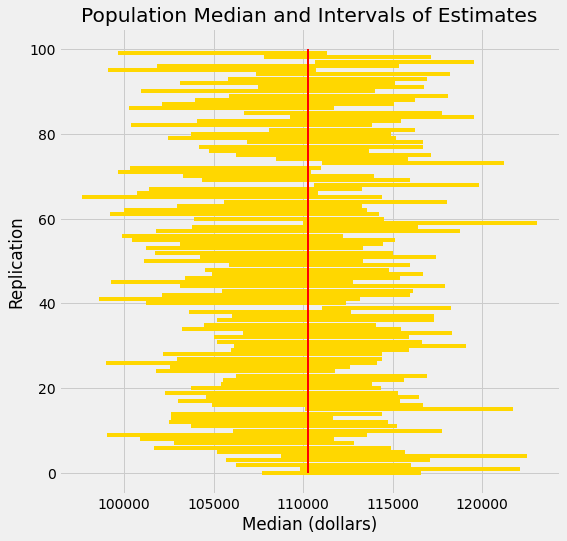 Population Median and Intervals of Estimates
100
80
60
40
20
0
Replication
100000 105000 110000 115000 120000
Median (dollars)